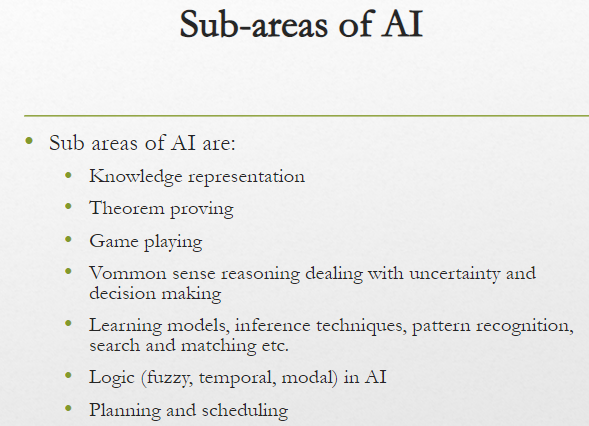 Sub-areas of AI
Sub areas of AI are:
Knowledge representation
Theorem proving
Game playing
Vommon sense reasoning dealing with uncertainty and
decision making
Learning models, inference techniques, pattern recognition,
search and matching etc.
Logic (fuzzy, temporal, modal) in AI
Planning and scheduling